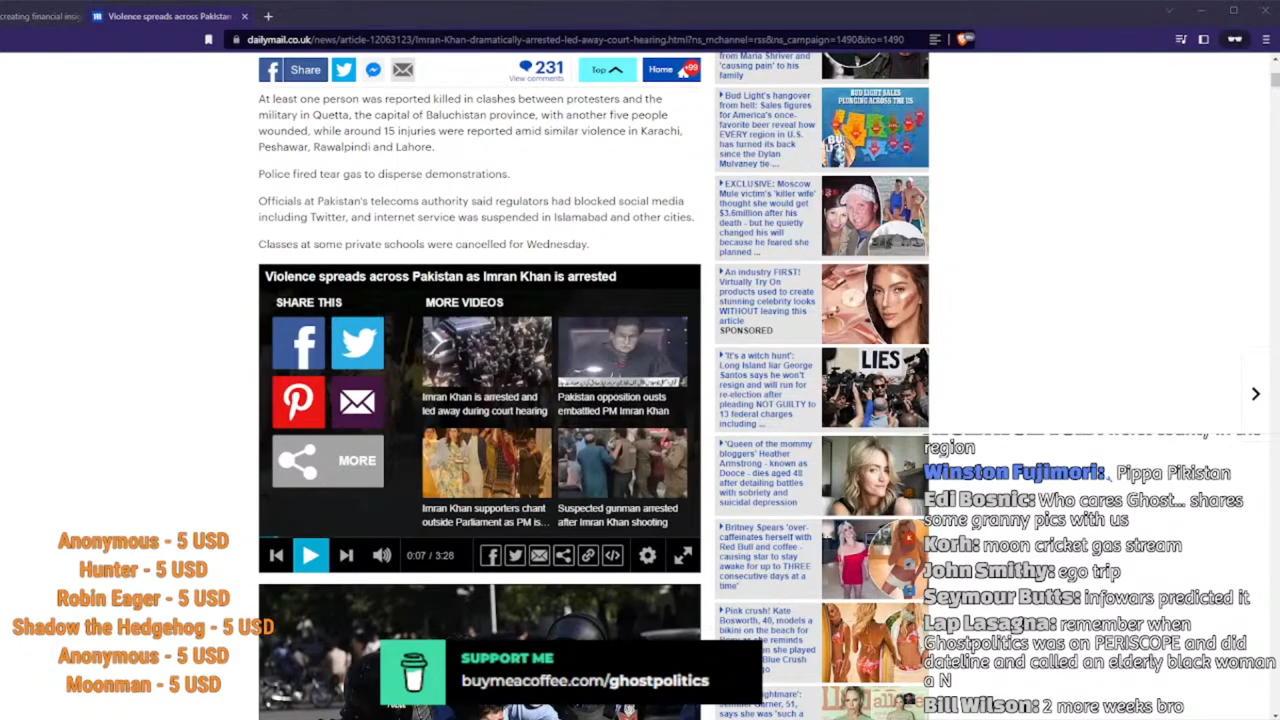 creating financial insig
Violence spreads across Pakistan
dailymail.co.uk/news/article-12063123/Imran-Khan-dramatically-arrested-led-away-court-hearing.html?ns_mchannel=rss&ns_campaign=1490&ito=1490
Share
231
View comments
Top
Home
+99
At least one person was reported killed in clashes between protesters and the
military in Quetta, the capital of Baluchistan province, with another five people
wounded, while around 15 injuries were reported amid similar violence in Karachi,
Peshawar, Rawalpindi and Lahore.
Police fired tear gas to disperse demonstrations.
Officials at Pakistan's telecoms authority said regulators had blocked social media
including Twitter, and internet service was suspended in Islamabad and other cities.
Classes at some private schools were cancelled for Wednesday.
Violence spreads across Pakistan as Imran Khan is arrested
SHARE THIS
MORE VIDEOS
Imran Khan is arrested and
led away during court hearing
Pakistan opposition ousts
embattled PM Imran Khan
MORE
Imran Khan supporters chant
outside Parliament as PM is...
Suspected gunman arrested
after Imran Khan shooting
0:07 / 3:28
from Maria Shriver and
'causing pain' to his
family
Bud Light's hangover
from hell: Sales figures
for America's once-
favorite beer reveal how
EVERY region in U.S.
has turned its back
since the Dylan
Mulvaney tie ...
BUD LIGHT SALES
PLUNGING ACROSS THE US
EXCLUSIVE: Moscow
Mule victim's 'killer wife'
thought she would get
$3.6million after his
death - but he quietly
changed his will
because he feared she
planned ...
An industry FIRST!
Virtually Try On
products used to create
stunning celebrity looks
WITHOUT leaving this
article
SPONSORED
'It's a witch hunt':
Long Island liar George
Santos says he won't
resign and will run for
re-election after
pleading NOT GUILTY to
13 federal charges
including ...
LIES
'Queen of the mommy
bloggers' Heather
Armstrong - known as
Dooce - dies aged 48
after detailing battles
with sobriety and
suicidal depression
Britney Spears 'over-
caffeinates herself with
Red Bull and coffee -
causing star to stay
awake for up to THREE
consecutive days at a
time'
Pink crush! Kate
Bosworth, 40, models a
bikini on the beach for
as she reminds
when she played
Blue Crush
Garner, 51,
says she was 'such a
region
Winston Fujimori: Pippa Pikistan
Edi Bosnic: Who cares Ghost... shares
some granny pics with us
Korh: moon cricket gas stream
John Smithy: ego trip
Seymour Butts: infowars predicted it
Lap Lasagna: remember when
Ghostpolitics was on PERISCOPE and did
dateline and called an elderly black woman
a N
Bill Wilson: 2 more weeks bro
Anonymous - 5 USD
Hunter - 5 USD
Robin Eager - 5 USD
Shadow the Hedgehog - 5 USD
Anonymous - 5 USD
Moonman - 5 USD
SUPPORT ME
buymeacoffee.com/ghostpolitics